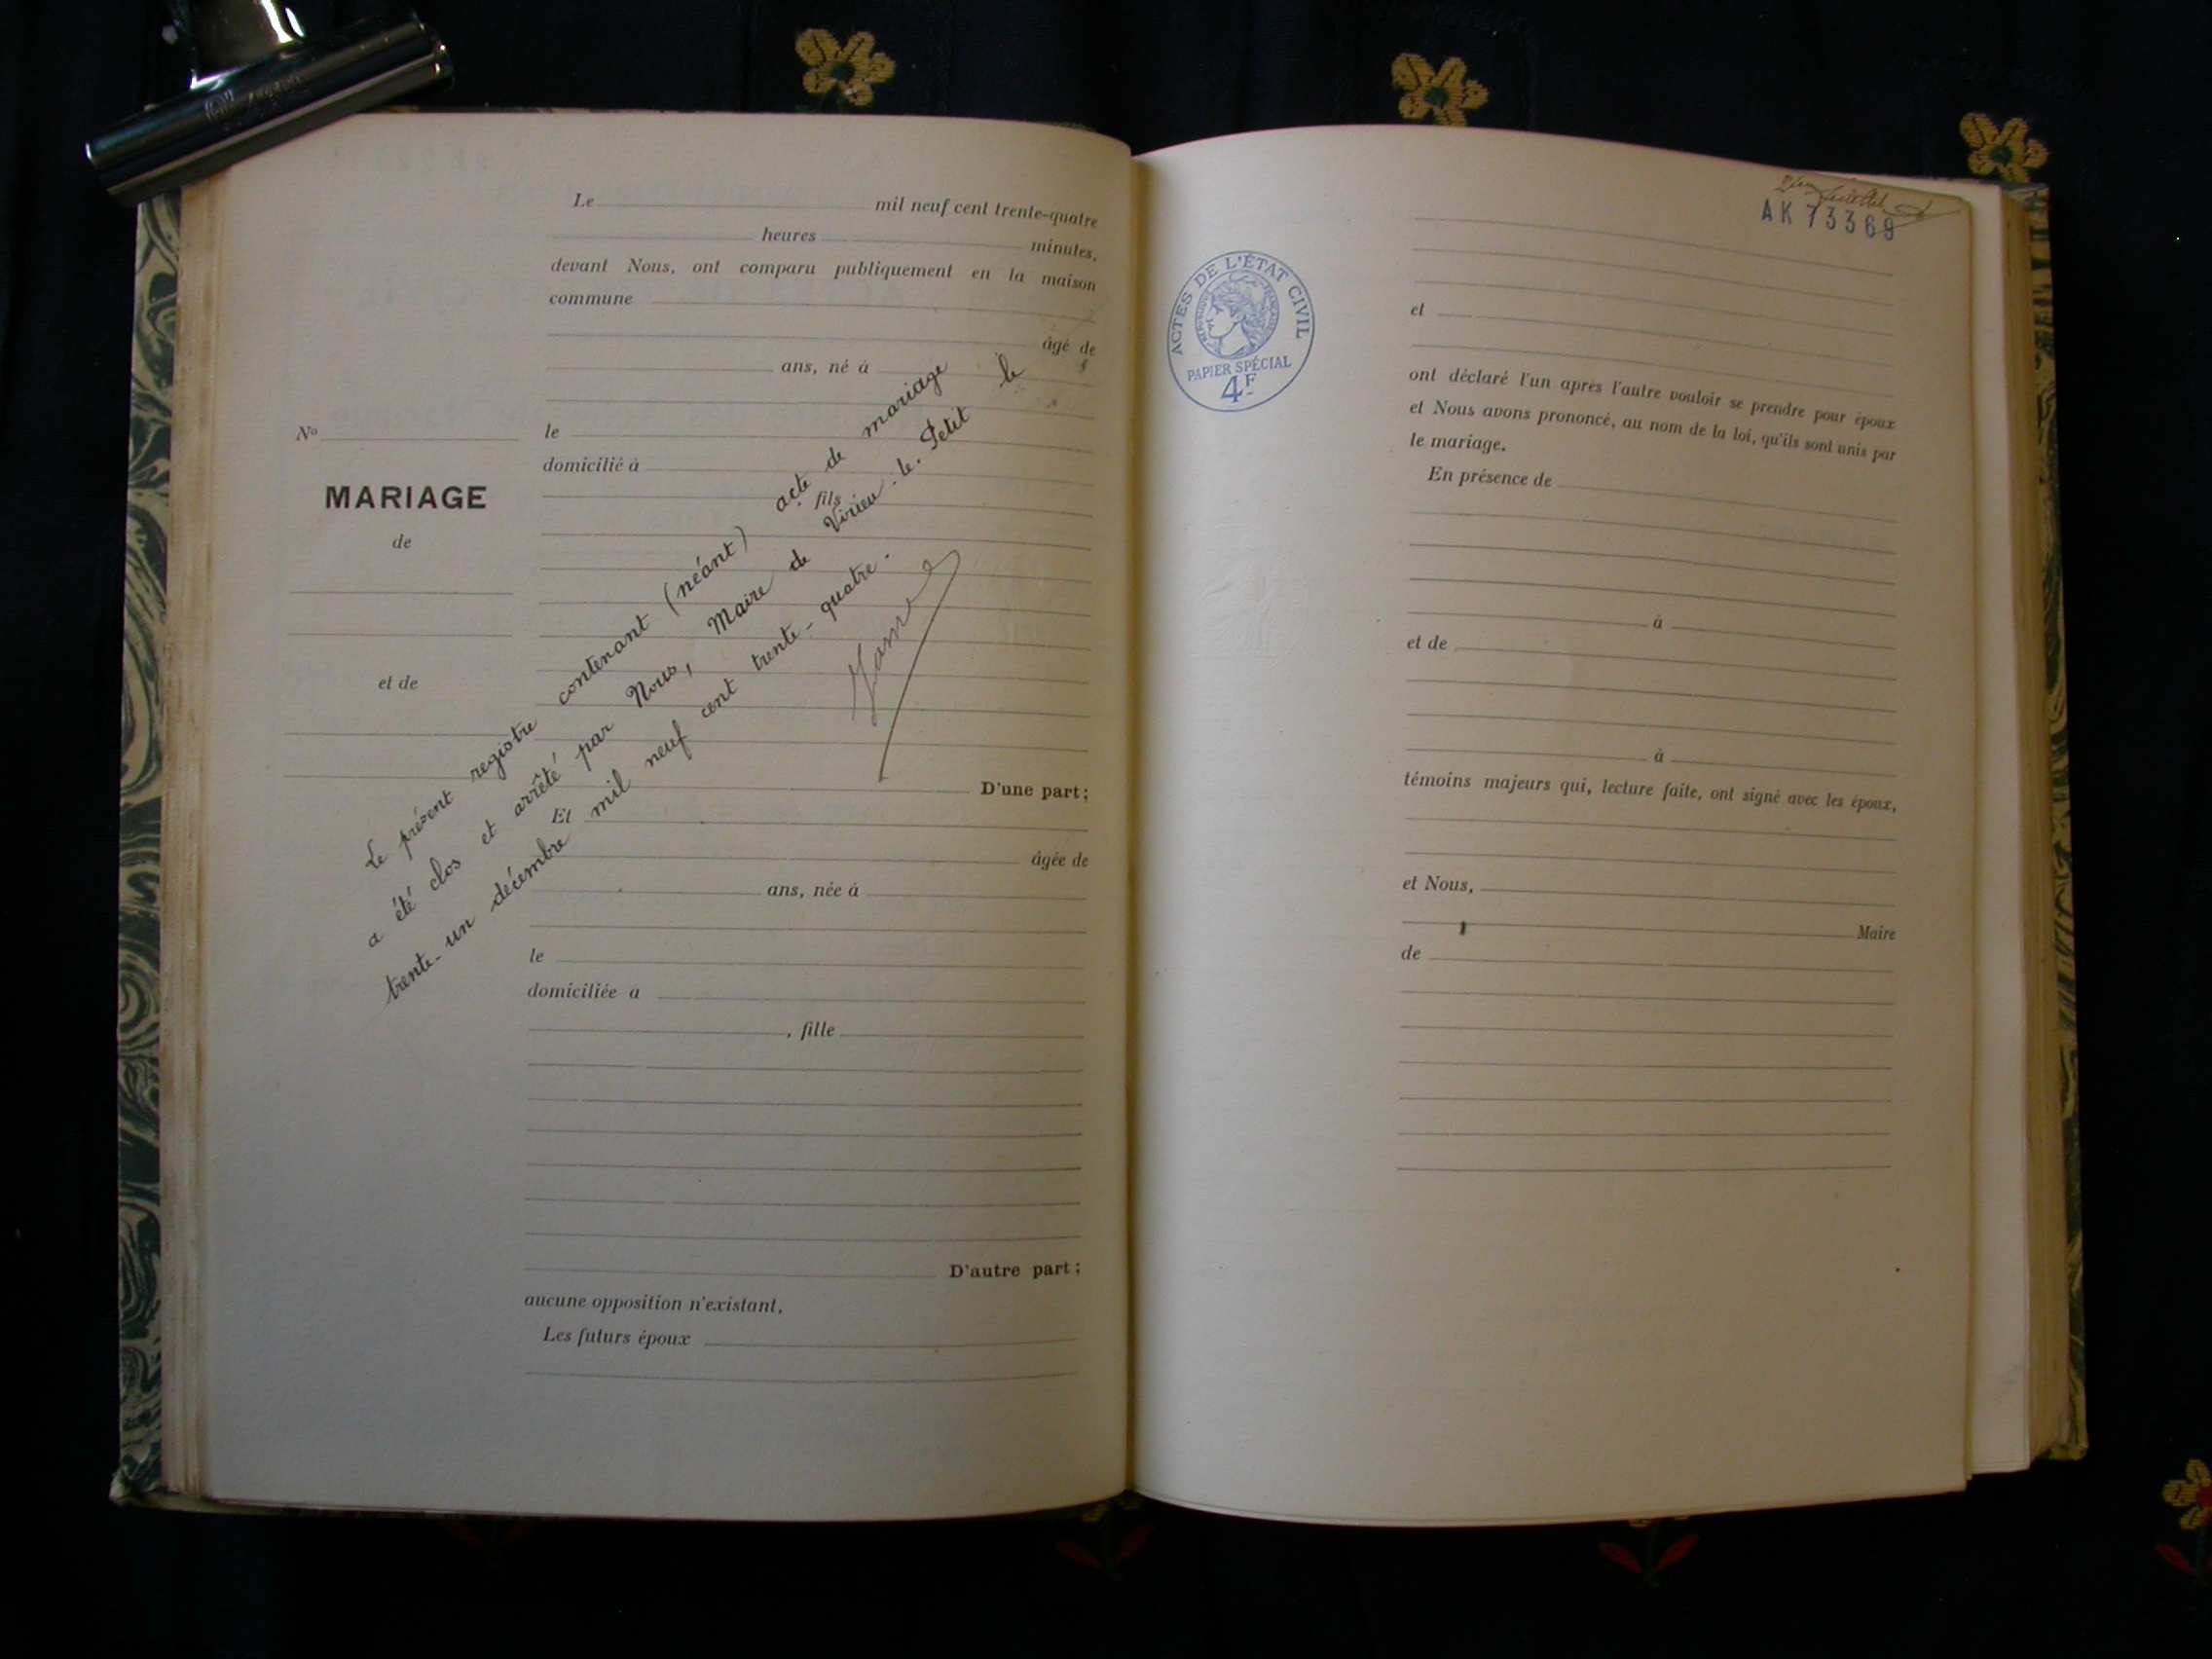 Le mil neuf cent trente-quatre
heures minutes,
devant Nous, ont comparu publiquement en la maison
commune
âgé de
ans, né à
le
domicilié à
fils
D'une part;
Et
âgée de
ans, née à
le
domiciliée a
, fille
D'autre part;
aucune opposition n'existant,
Les futurs époux
No
MARIAGE
de
et de
Le présent registre contenant (néant) acte de mariage
a été clos et arrêté par Nous, Maire de Virieu-le-Petit le
trente-un décembre mil neuf cent trente-quatre.
AK 73369
ACTES DE L'ÉTAT CIVIL
PAPIER SPÉCIAL
4F
et
ont déclaré l'un après l'autre vouloir se prendre pour époux
et Nous avons prononcé, au nom de la loi, qu'ils sont unis par
le mariage.
En présence de
à
et de
à
témoins majeurs qui, lecture faite, ont signé avec les époux,
et Nous,
Maire
de